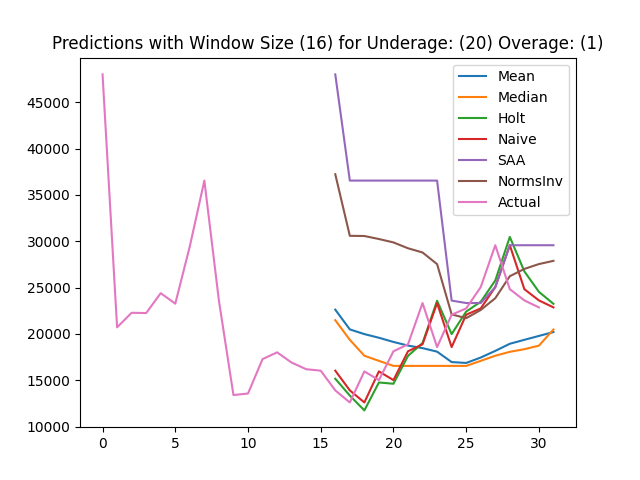 Predictions with Window Size (16) for Underage: (20) Overage: (1)
Mean
Median
Holt
Naive
SAA
NormsInv
Actual
45000
40000
35000
30000
25000
20000
15000
10000
0 5 10 15 20 25 30